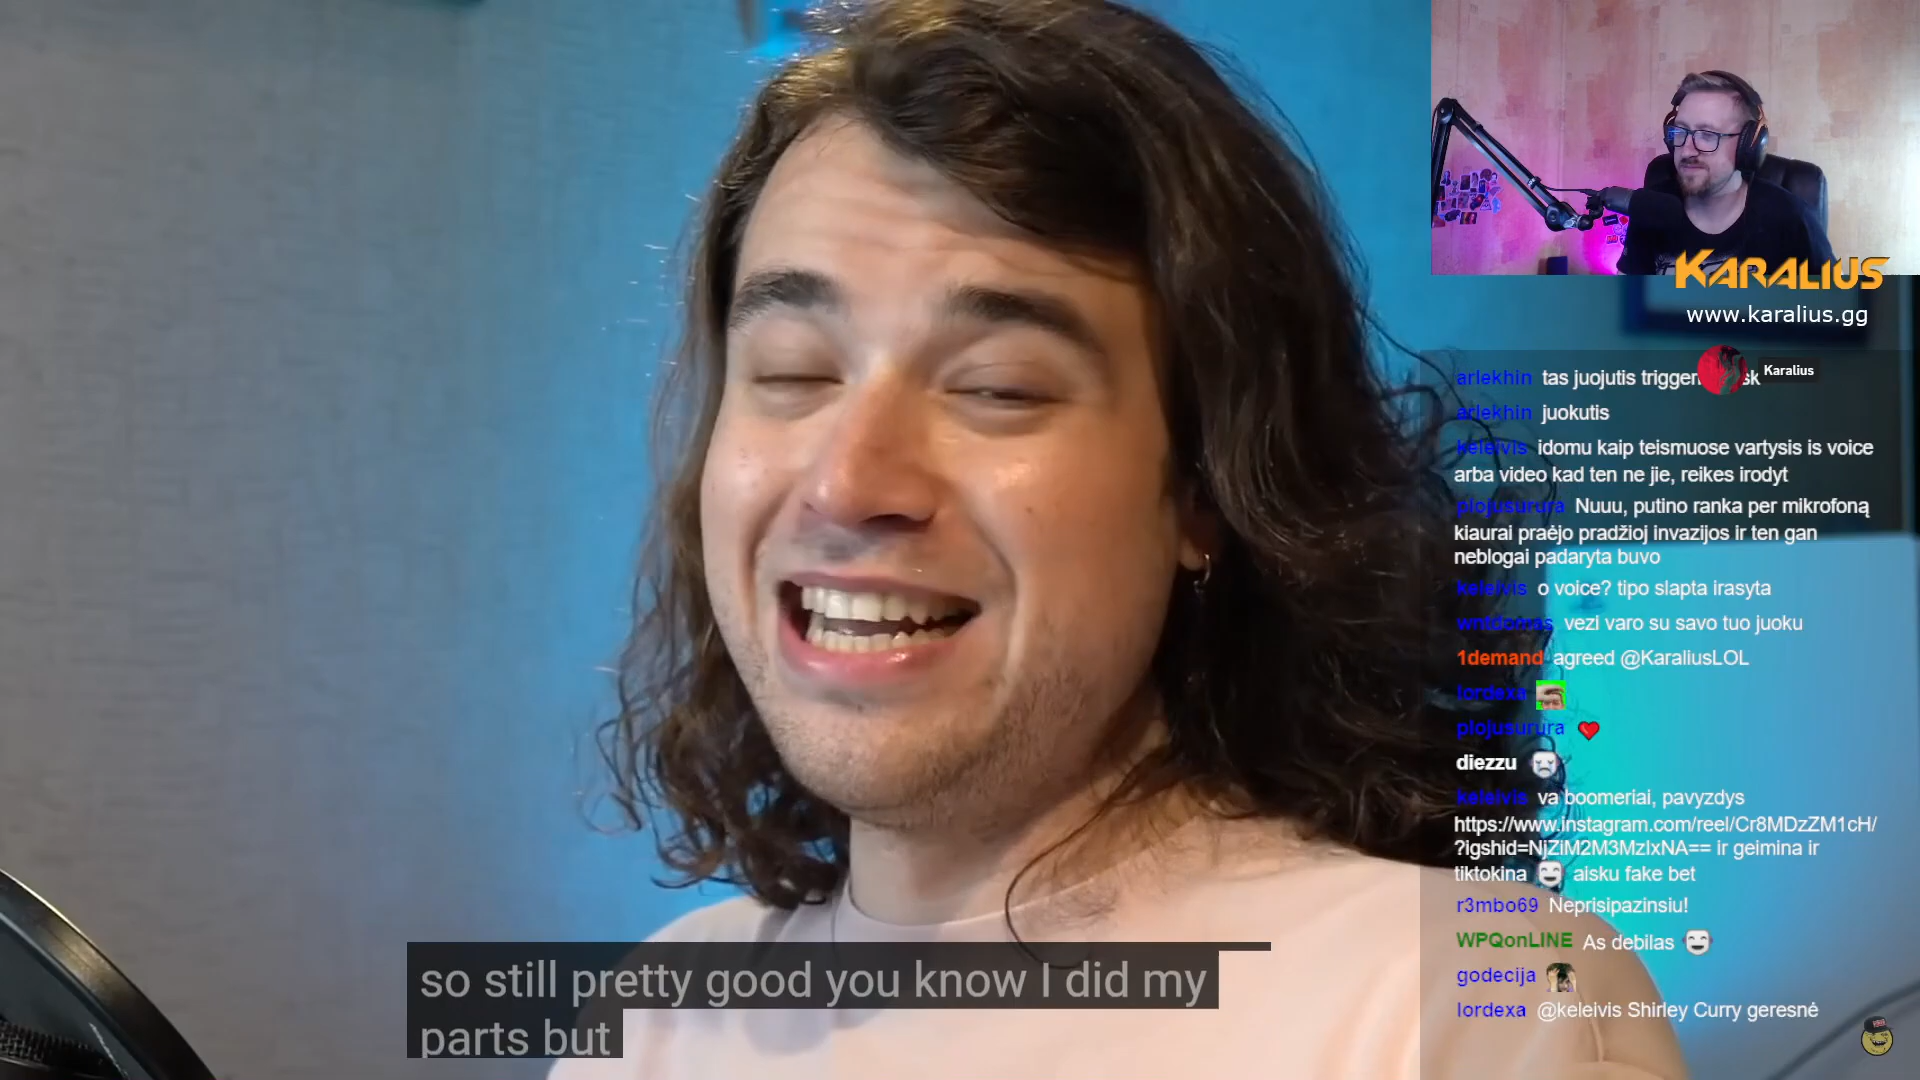 KARALIUS
www.karalius.gg
Karalius
arlekhin tas juojutis
arlekhin juokutis
keleivis idomu kaip teismuose vartysis is voice
arba video kad ten ne jie, reikes irodyt
plojusurura Nuuu, putino ranka per mikrofoną
kiaurai praėjo pradžioj invazijos ir ten gan
neblogai padaryta buvo
keleivis o voice? tipo slapta irasyta
wntdomas vezi varo su savo tuo juoku
1demand agreed @KaraliusLOL
lordexa
plojusurura
diezzu
keleivis va boomeriai, pavyzdys
https://www.instagram.com/reel/Cr8MDzZM1cH/
?igshid=NjZiM2M3MzIxNA== ir geimina ir
tiktokina aisku fake bet
r3mbo69 Neprisipazinsiu!
WPQonLINE As debilas
godecija
lordexa @keleivis Shirley Curry geresnė
so still pretty good you know I did my
parts but